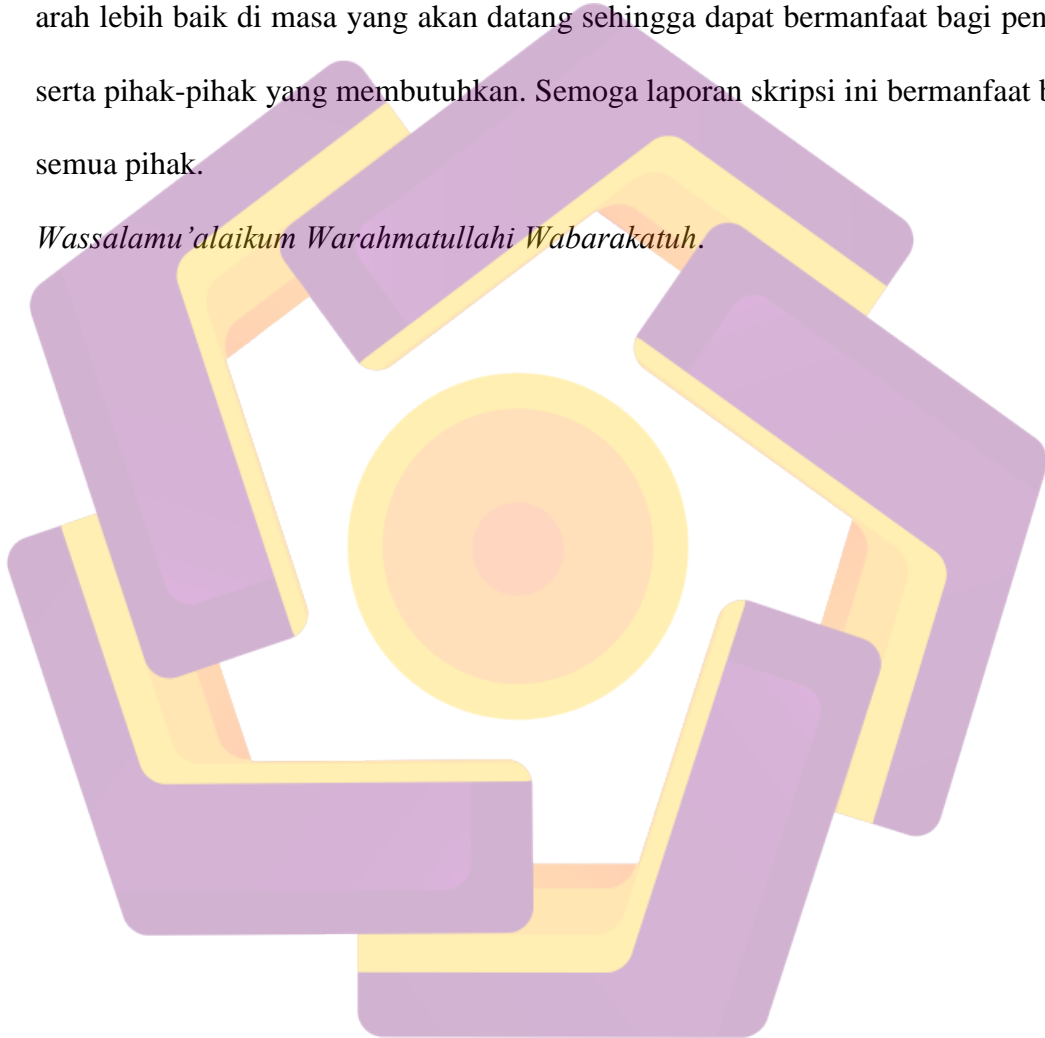 arah lebih baik di masa yang akan datang sehingga dapat bermanfaat bagi pen
serta pihak-pihak yang membutuhkan. Semoga laporan skripsi ini bermanfaat b
semua pihak.
Wassalamu’alaikum Warahmatullahi Wabarakatuh.